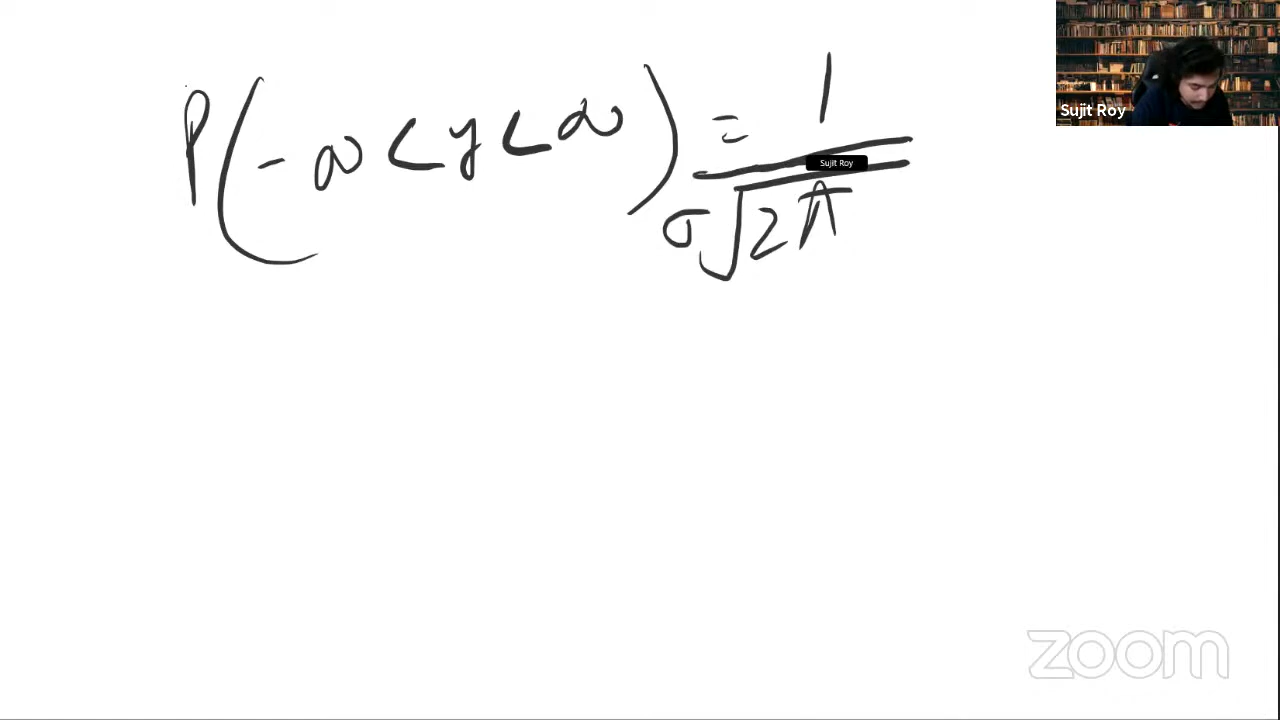 P(-∞ < y < ∞) = 1/σ√2π
Sujit Roy
Sujit Roy
zoom